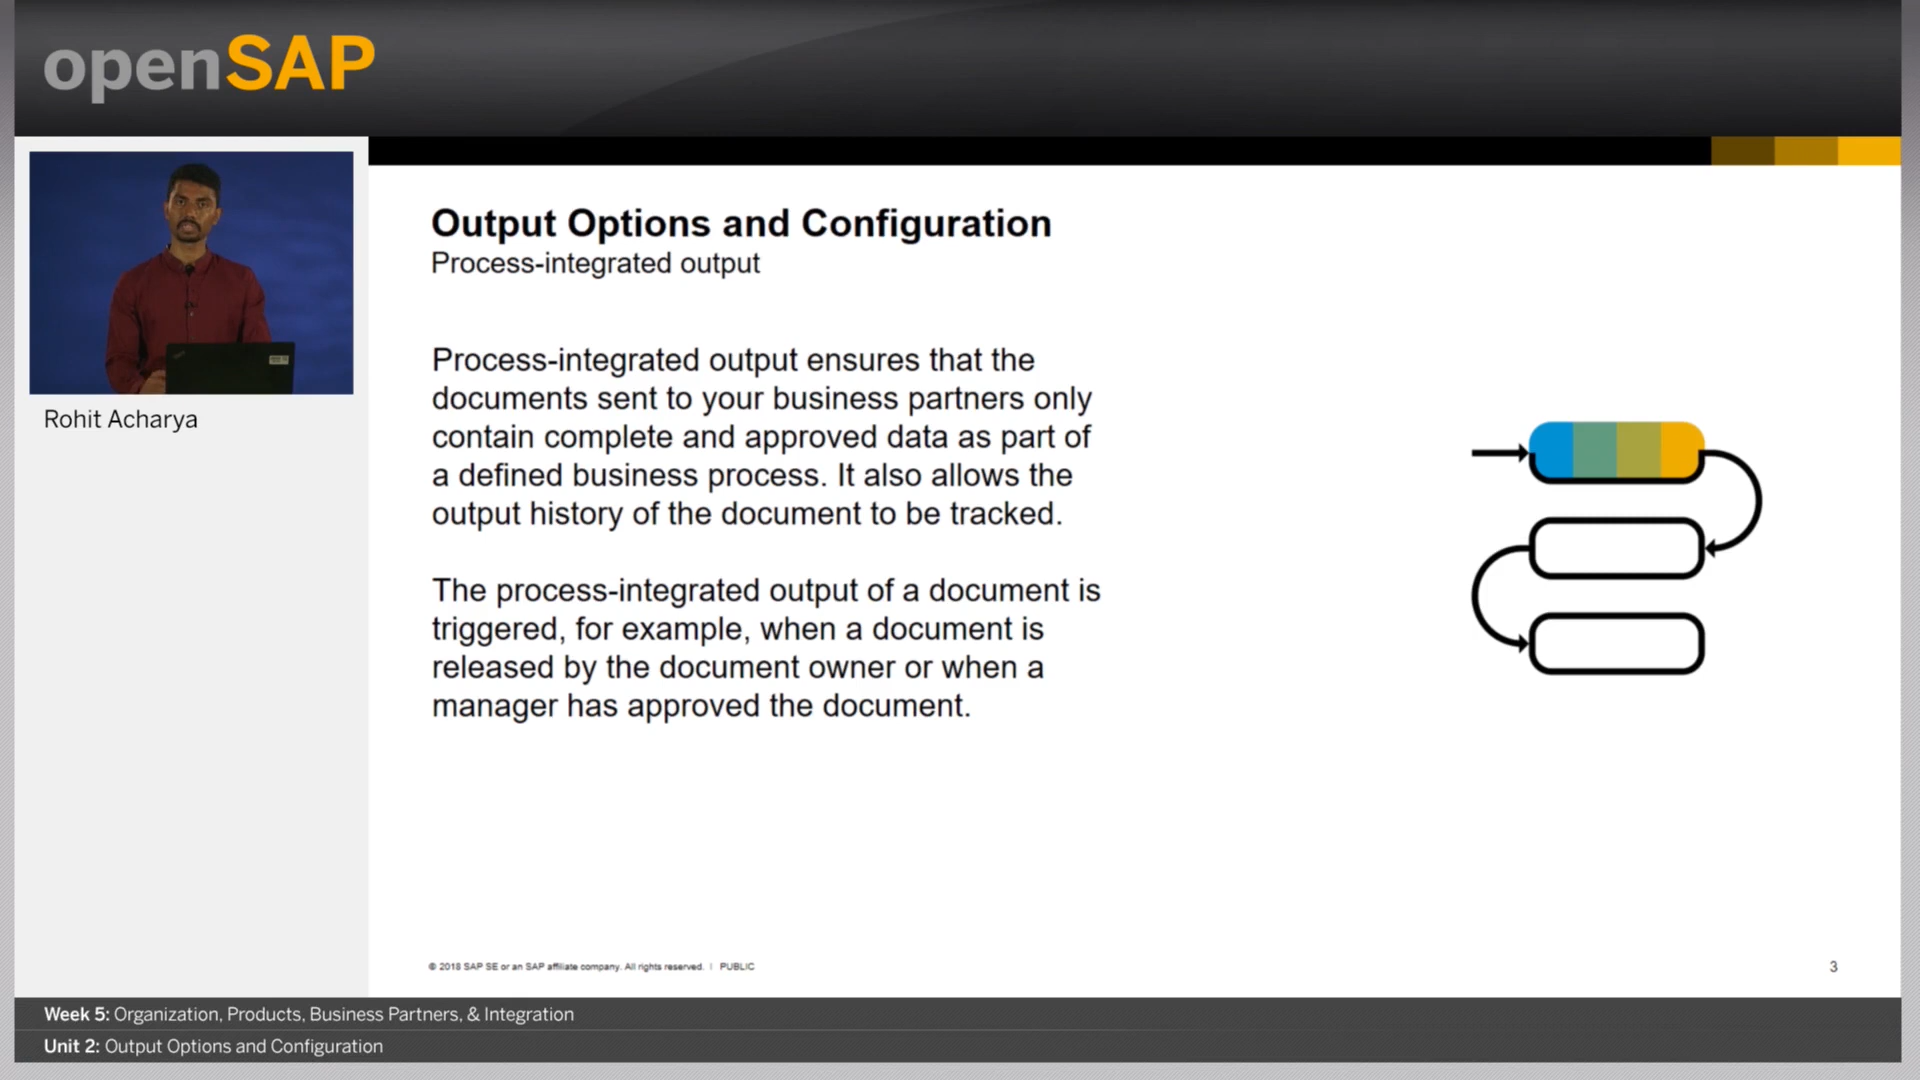 openSAP
Rohit Acharya
Output Options and Configuration
Process-integrated output
Process-integrated output ensures that the
documents sent to your business partners only
contain complete and approved data as part of
a defined business process. It also allows the
output history of the document to be tracked.
The process-integrated output of a document is
triggered, for example, when a document is
released by the document owner or when a
manager has approved the document.
© 2018 SAP SE or an SAP affiliate company. All rights reserved. | PUBLIC
3
Week 5: Organization, Products, Business Partners, & Integration
Unit 2: Output Options and Configuration